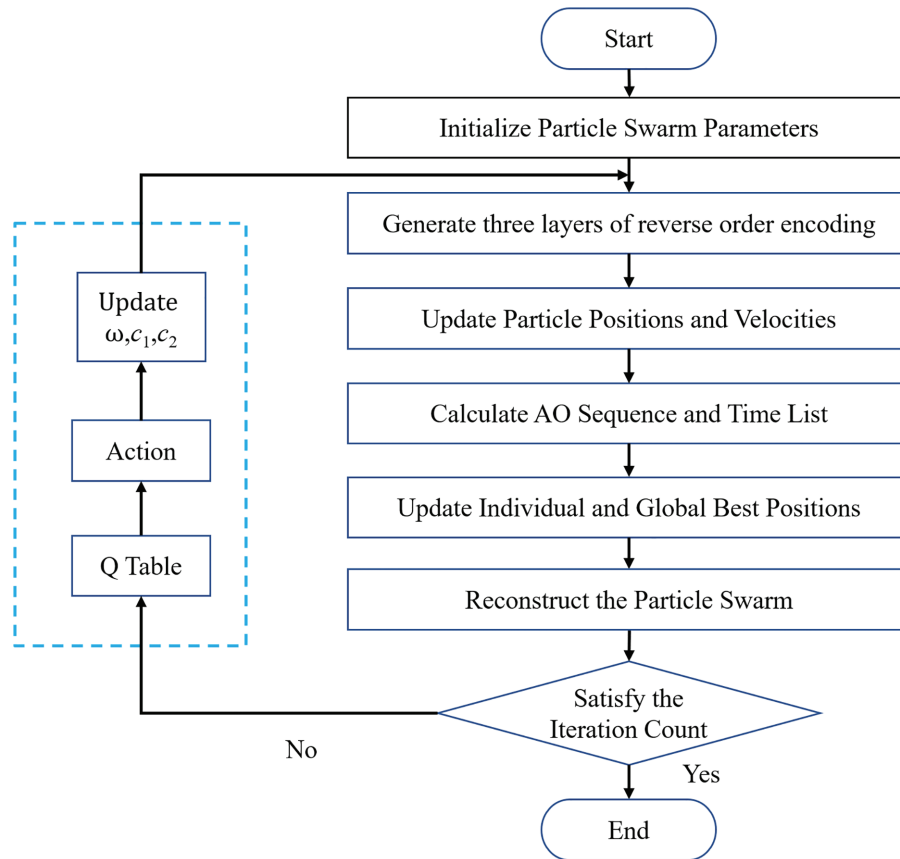 Start
Initialize Particle Swarm Parameters
Generate three layers of reverse order encoding
Update Particle Positions and Velocities
Calculate AO Sequence and Time List
Update Individual and Global Best Positions
Reconstruct the Particle Swarm
Satisfy the
Iteration Count
No
Yes
End
Q Table
Action
Update
ω,c₁,c₂